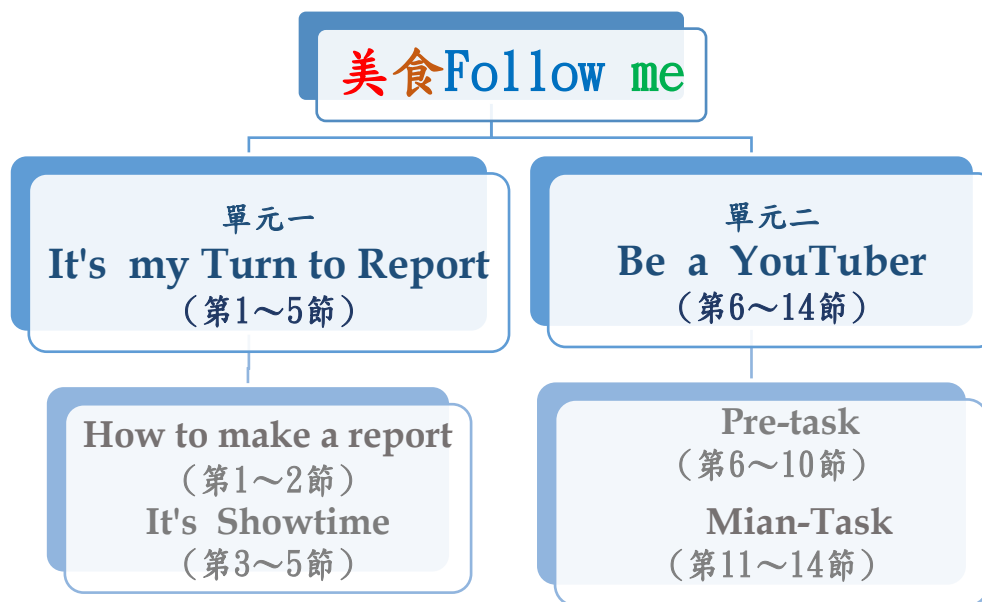 美食Follow me
單元一
It's my Turn to Report
（第1～5節）
單元二
Be a YouTuber
（第6～14節）
How to make a report
（第1～2節）
It's Showtime
（第3～5節）
Pre-task
（第6～10節）
Mian-Task
（第11～14節）